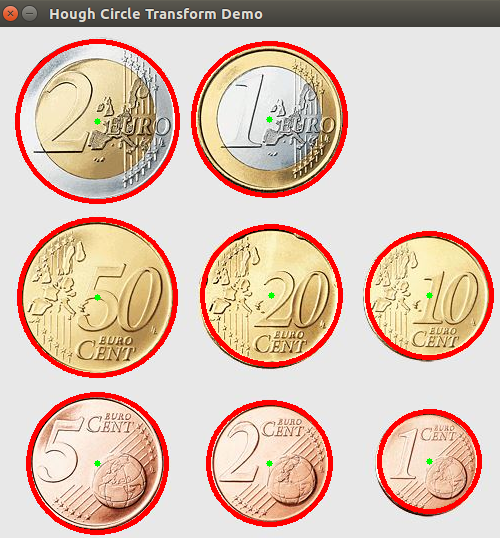 Hough Circle Transform Demo
2 EURO
1 EURO
50 EURO CENT
20 EURO CENT
10 EURO CENT
5 EURO CENT
2 EURO CENT
1 EURO CENT